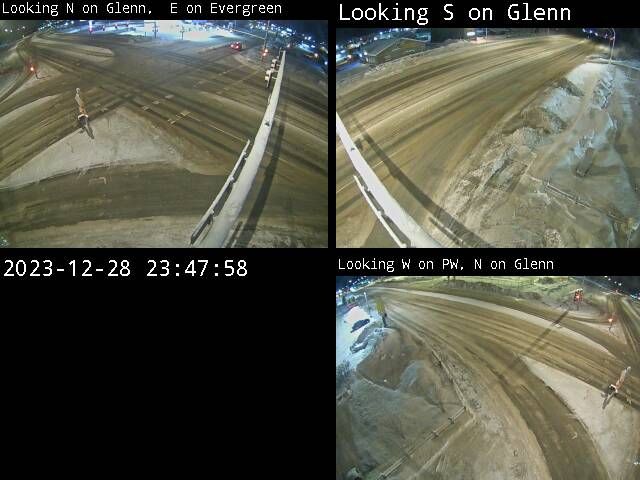 Looking N on Glenn,  E on Evergreen
Looking S on Glenn
2023-12-28 23:47:58
Looking W on PW, N on Glenn